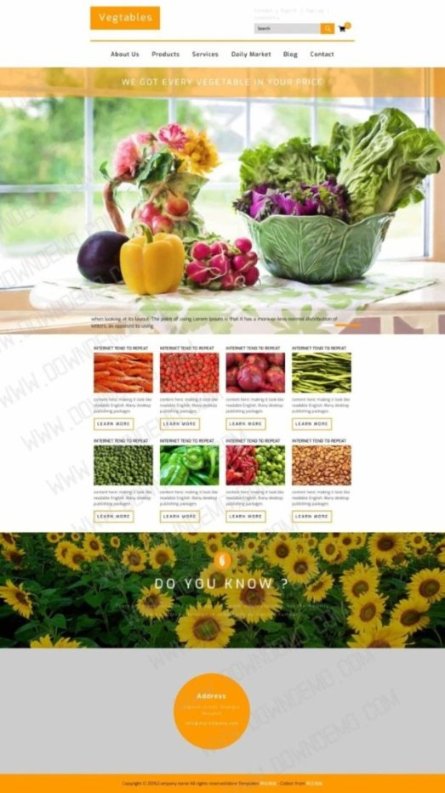 Vegtables
Search
About Us Products Services Daily Market Blog Contact
WE GOT EVERY VEGETABLE IN YOUR PRICE
when looking at its layout. The point of using Lorem Ipsum is that it has a more-or-less normal distribution of
letters, as opposed to using
INTERNET TEND TO REPEAT INTERNET TEND TO REPEAT INTERNET TEND TO REPEAT INTERNET TEND TO REPEAT
content here, making it look like content here, making it look like content here, making it look like content here, making it look like
readable English. Many desktop readable English. Many desktop readable English. Many desktop readable English. Many desktop
publishing packages publishing packages publishing packages publishing packages
LEARN MORE LEARN MORE LEARN MORE LEARN MORE
INTERNET TEND TO REPEAT INTERNET TEND TO REPEAT INTERNET TEND TO REPEAT INTERNET TEND TO REPEAT
content here, making it look like content here, making it look like content here, making it look like content here, making it look like
readable English. Many desktop readable English. Many desktop readable English. Many desktop readable English. Many desktop
publishing packages publishing packages publishing packages publishing packages
LEARN MORE LEARN MORE LEARN MORE LEARN MORE
DO YOU KNOW ?
Address
Copyright © Company name All rights reserved
WWW.DOWNDEMO.COM